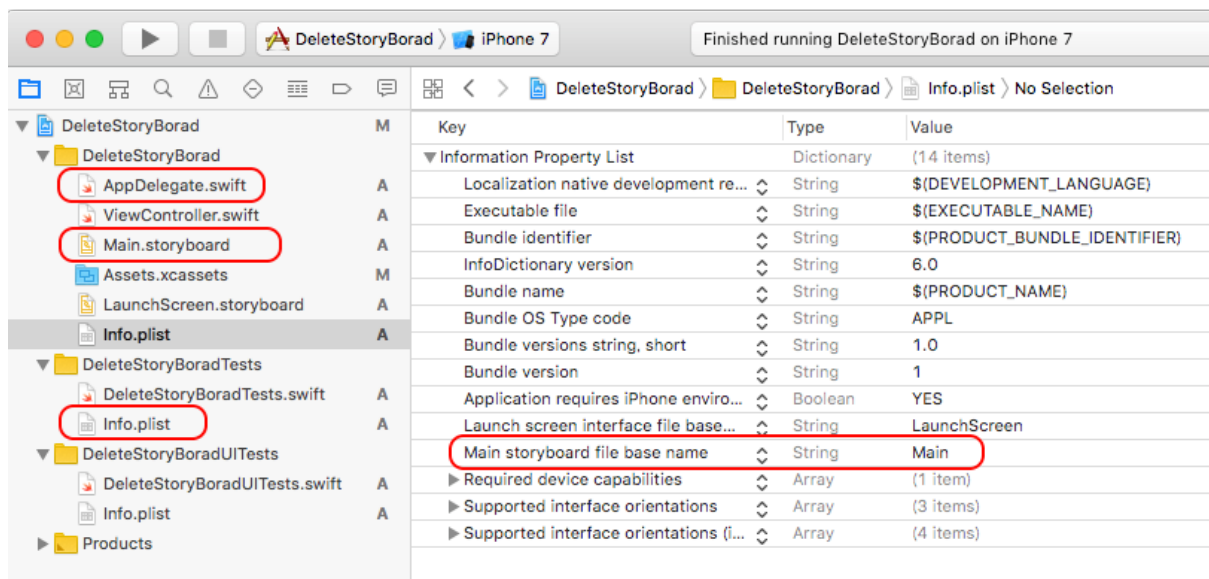 DeleteStoryBorad 〉 iPhone 7
Finished running DeleteStoryBorad on iPhone 7
DeleteStoryBorad 〉 DeleteStoryBorad 〉 Info.plist 〉 No Selection
DeleteStoryBorad M
DeleteStoryBorad
AppDelegate.swift A
ViewController.swift A
Main.storyboard A
Assets.xcassets M
LaunchScreen.storyboard A
Info.plist A
DeleteStoryBoradTests
DeleteStoryBoradTests.swift A
Info.plist A
DeleteStoryBoradUITests
DeleteStoryBoradUITests.swift A
Info.plist A
Products
Key Type Value
Information Property List Dictionary (14 items)
Localization native development re... String $(DEVELOPMENT_LANGUAGE)
Executable file String $(EXECUTABLE_NAME)
Bundle identifier String $(PRODUCT_BUNDLE_IDENTIFIER)
InfoDictionary version String 6.0
Bundle name String $(PRODUCT_NAME)
Bundle OS Type code String APPL
Bundle versions string, short String 1.0
Bundle version String 1
Application requires iPhone enviro... Boolean YES
Launch screen interface file base... String LaunchScreen
Main storyboard file base name String Main
Required device capabilities Array (1 item)
Supported interface orientations Array (3 items)
Supported interface orientations (i... Array (4 items)